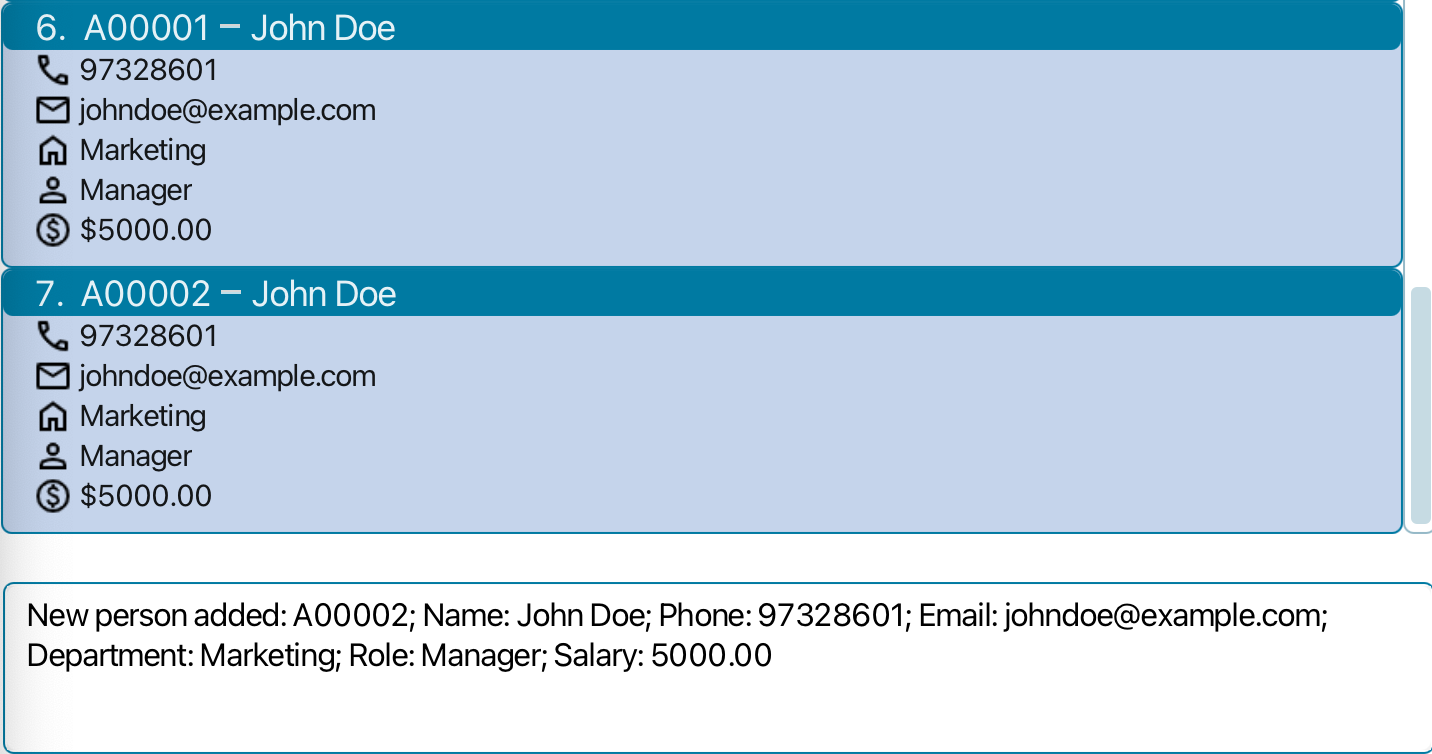 6. A00001 – John Doe
97328601
johndoe@example.com
Marketing
Manager
$5000.00
7. A00002 – John Doe
97328601
johndoe@example.com
Marketing
Manager
$5000.00
New person added: A00002; Name: John Doe; Phone: 97328601; Email: johndoe@example.com;
Department: Marketing; Role: Manager; Salary: 5000.00